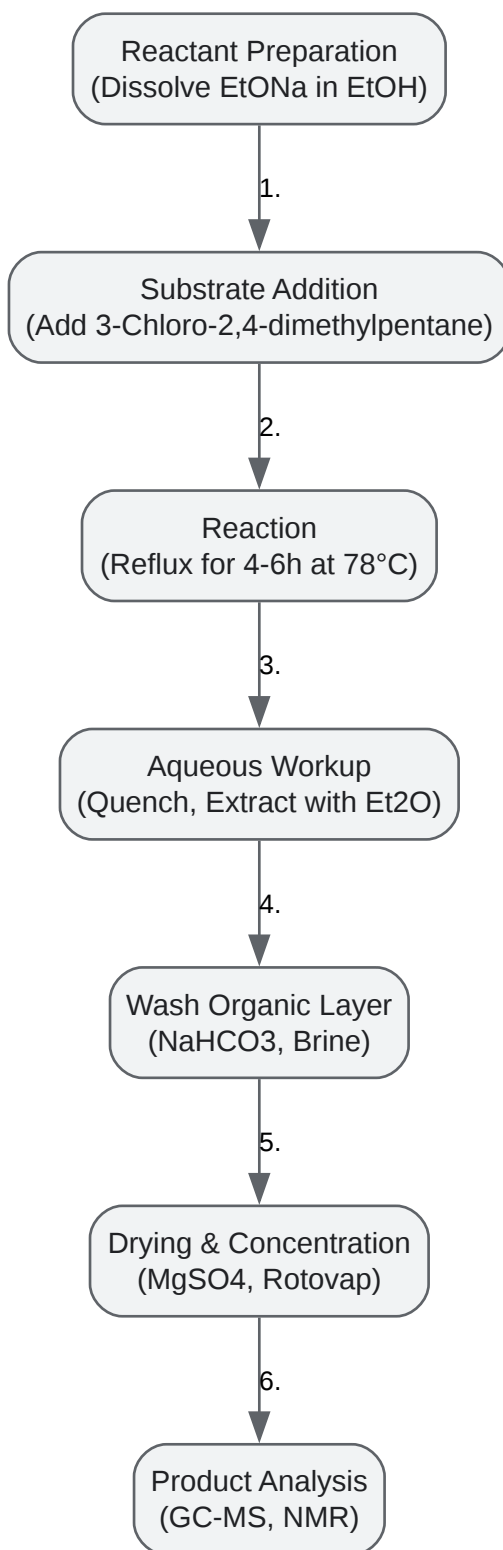 Reactant Preparation
(Dissolve EtONa in EtOH)
1.
Substrate Addition
(Add 3-Chloro-2,4-dimethylpentane)
2.
Reaction
(Reflux for 4-6h at 78°C)
3.
Aqueous Workup
(Quench, Extract with Et2O)
4.
Wash Organic Layer
(NaHCO3, Brine)
5.
Drying & Concentration
(MgSO4, Rotovap)
6.
Product Analysis
(GC-MS, NMR)